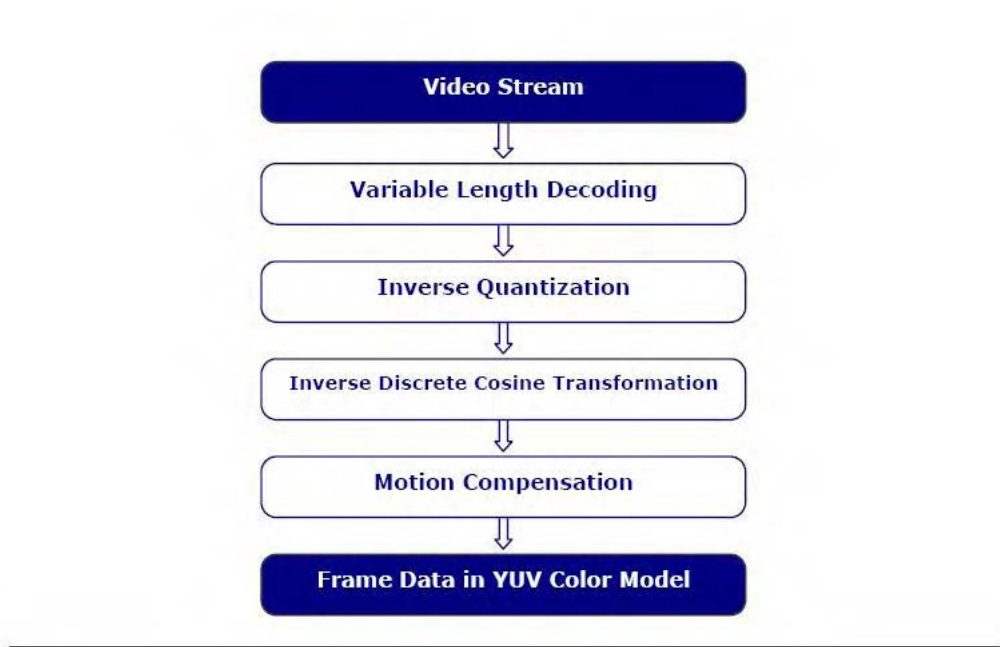 Video Stream
Variable Length Decoding
Inverse Quantization
Inverse Discrete Cosine Transformation
Motion Compensation
Frame Data in YUV Color Model